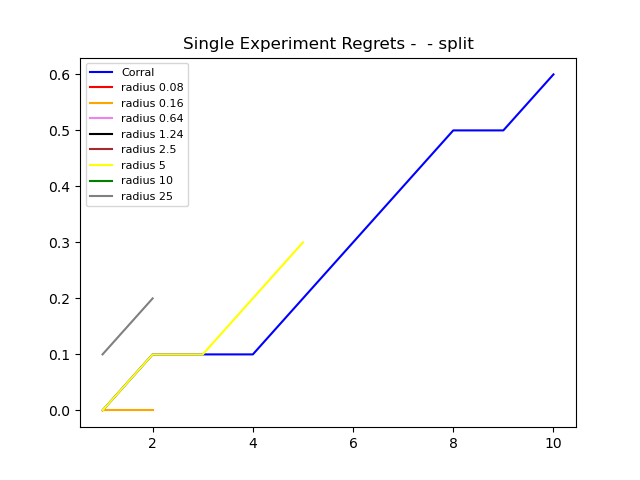 Single Experiment Regrets -  - split
Corral
radius 0.08
radius 0.16
radius 0.64
radius 1.24
radius 2.5
radius 5
radius 10
radius 25
0.6
0.5
0.4
0.3
0.2
0.1
0.0
2 4 6 8 10